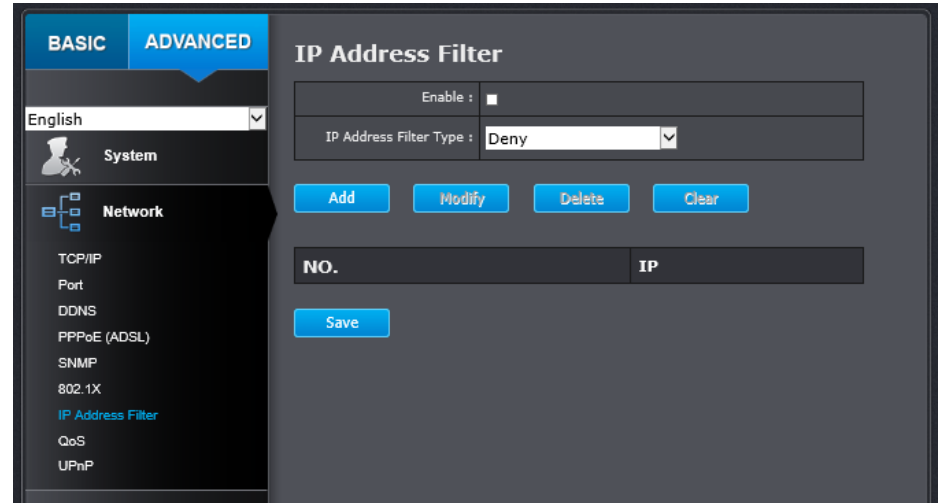 BASIC
ADVANCED
English
System
Network
TCP/IP
Port
DDNS
PPPoE (ADSL)
SNMP
802.1X
IP Address Filter
QoS
UPnP
IP Address Filter
Enable :
IP Address Filter Type : Deny
Add Modify Delete Clear
NO. IP
Save